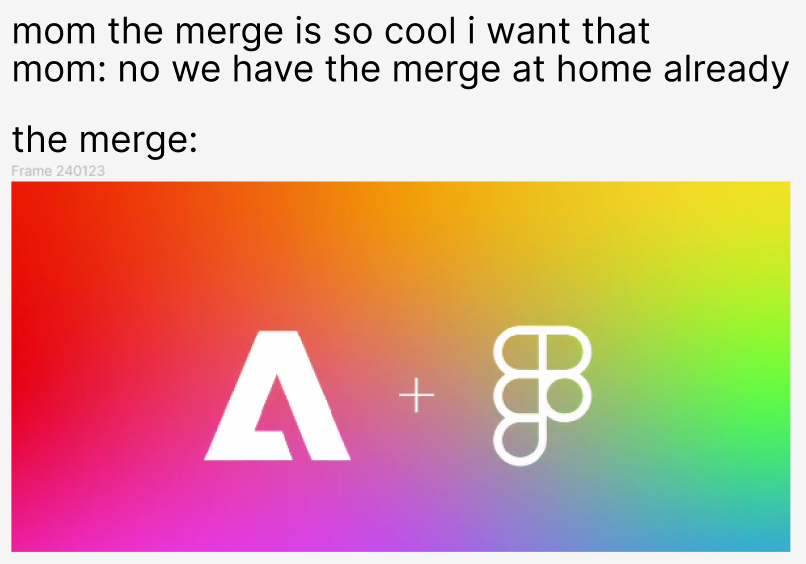 mom the merge is so cool i want that
mom: no we have the merge at home already
the merge:
Frame 240123